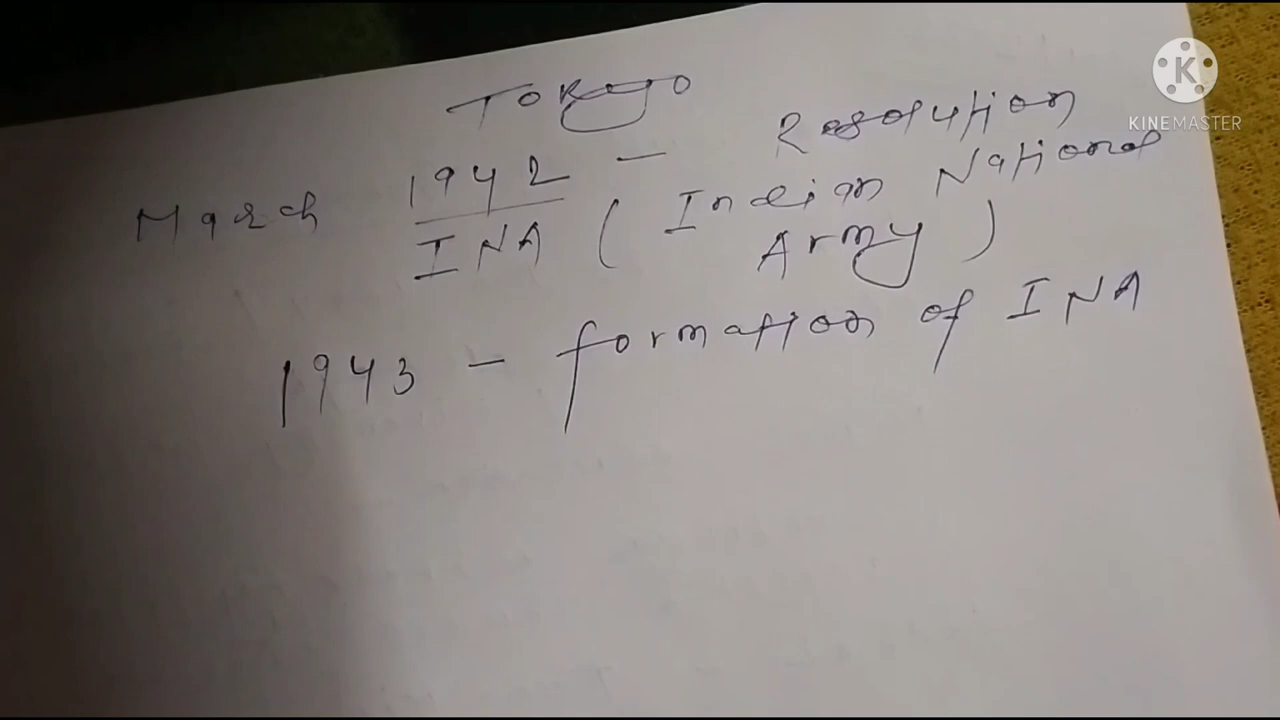 TOKYO
March 1942 - Resolution
INA (Indian National
Army)
1943 - formation of INA
KINEMASTER